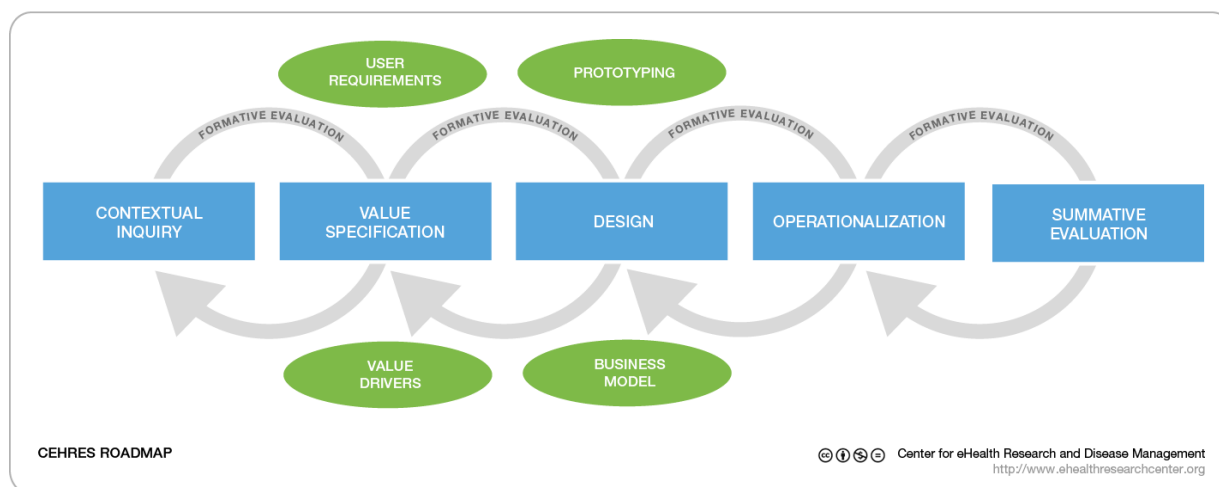 USER
REQUIREMENTS
PROTOTYPING
FORMATIVE EVALUATION
FORMATIVE EVALUATION
FORMATIVE EVALUATION
FORMATIVE EVALUATION
CONTEXTUAL
INQUIRY
VALUE
SPECIFICATION
DESIGN
OPERATIONALIZATION
SUMMATIVE
EVALUATION
VALUE
DRIVERS
BUSINESS
MODEL
CEHRES ROADMAP
cc Center for eHealth Research and Disease Management
http://www.ehealthresearchcenter.org